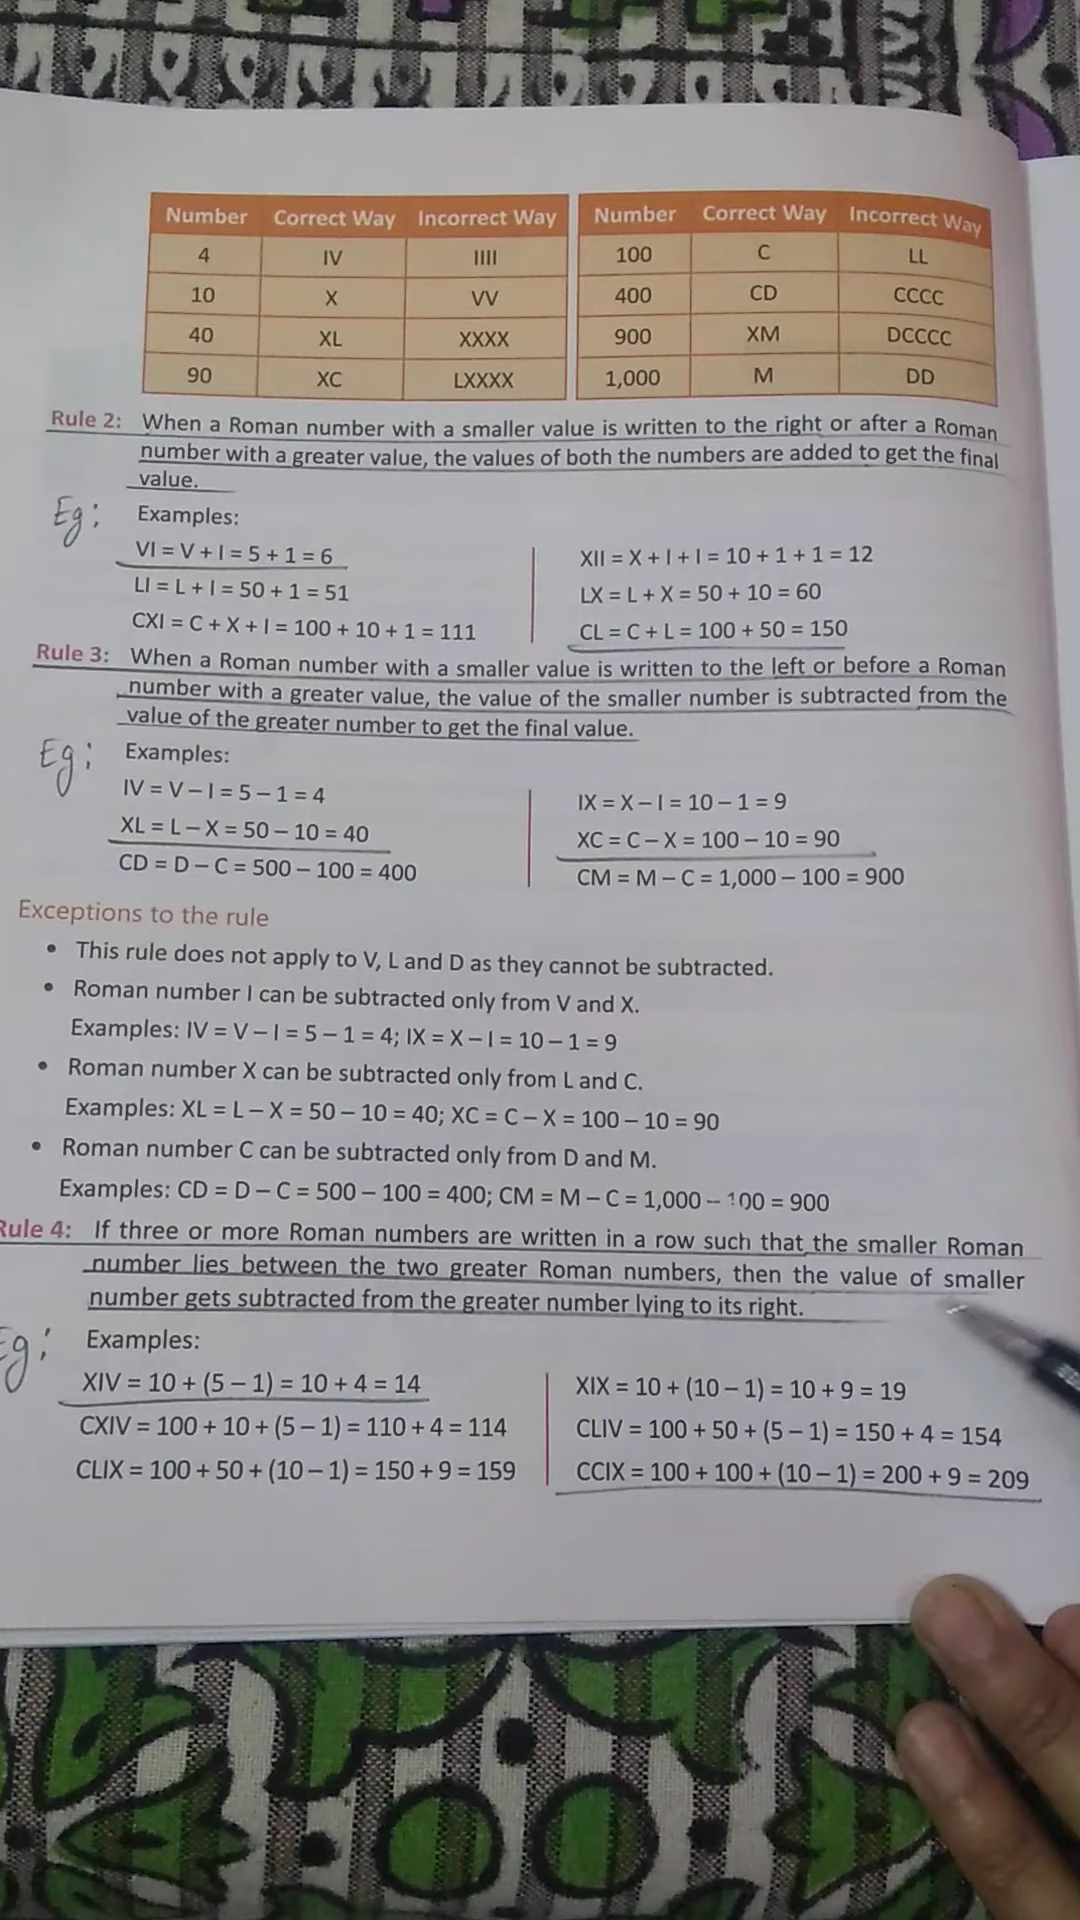 Number Correct Way Incorrect Way
4 IV IIII
10 X VV
40 XL XXXX
90 XC LXXXX
Number Correct Way Incorrect Way
100 C LL
400 CD CCCC
900 XM DCCCC
1,000 M DD
Rule 2: When a Roman number with a smaller value is written to the right or after a Roman
number with a greater value, the values of both the numbers are added to get the final
value.
Eg: Examples:
VI = V + I = 5 + 1 = 6
LI = L + I = 50 + 1 = 51
CXI = C + X + I = 100 + 10 + 1 = 111
XII = X + I + I = 10 + 1 + 1 = 12
LX = L + X = 50 + 10 = 60
CL = C + L = 100 + 50 = 150
Rule 3: When a Roman number with a smaller value is written to the left or before a Roman
number with a greater value, the value of the smaller number is subtracted from the
value of the greater number to get the final value.
Eg: Examples:
IV = V – I = 5 – 1 = 4
XL = L – X = 50 – 10 = 40
CD = D – C = 500 – 100 = 400
IX = X – I = 10 – 1 = 9
XC = C – X = 100 – 10 = 90
CM = M – C = 1,000 – 100 = 900
Exceptions to the rule
• This rule does not apply to V, L and D as they cannot be subtracted.
• Roman number I can be subtracted only from V and X.
Examples: IV = V – I = 5 – 1 = 4; IX = X – I = 10 – 1 = 9
• Roman number X can be subtracted only from L and C.
Examples: XL = L – X = 50 – 10 = 40; XC = C – X = 100 – 10 = 90
• Roman number C can be subtracted only from D and M.
Examples: CD = D – C = 500 – 100 = 400; CM = M – C = 1,000 – 100 = 900
Rule 4: If three or more Roman numbers are written in a row such that the smaller Roman
number lies between the two greater Roman numbers, then the value of smaller
number gets subtracted from the greater number lying to its right.
Eg: Examples:
XIV = 10 + (5 – 1) = 10 + 4 = 14
CXIV = 100 + 10 + (5 – 1) = 110 + 4 = 114
CLIX = 100 + 50 + (10 – 1) = 150 + 9 = 159
XIX = 10 + (10 – 1) = 10 + 9 = 19
CLIV = 100 + 50 + (5 – 1) = 150 + 4 = 154
CCIX = 100 + 100 + (10 – 1) = 200 + 9 = 209